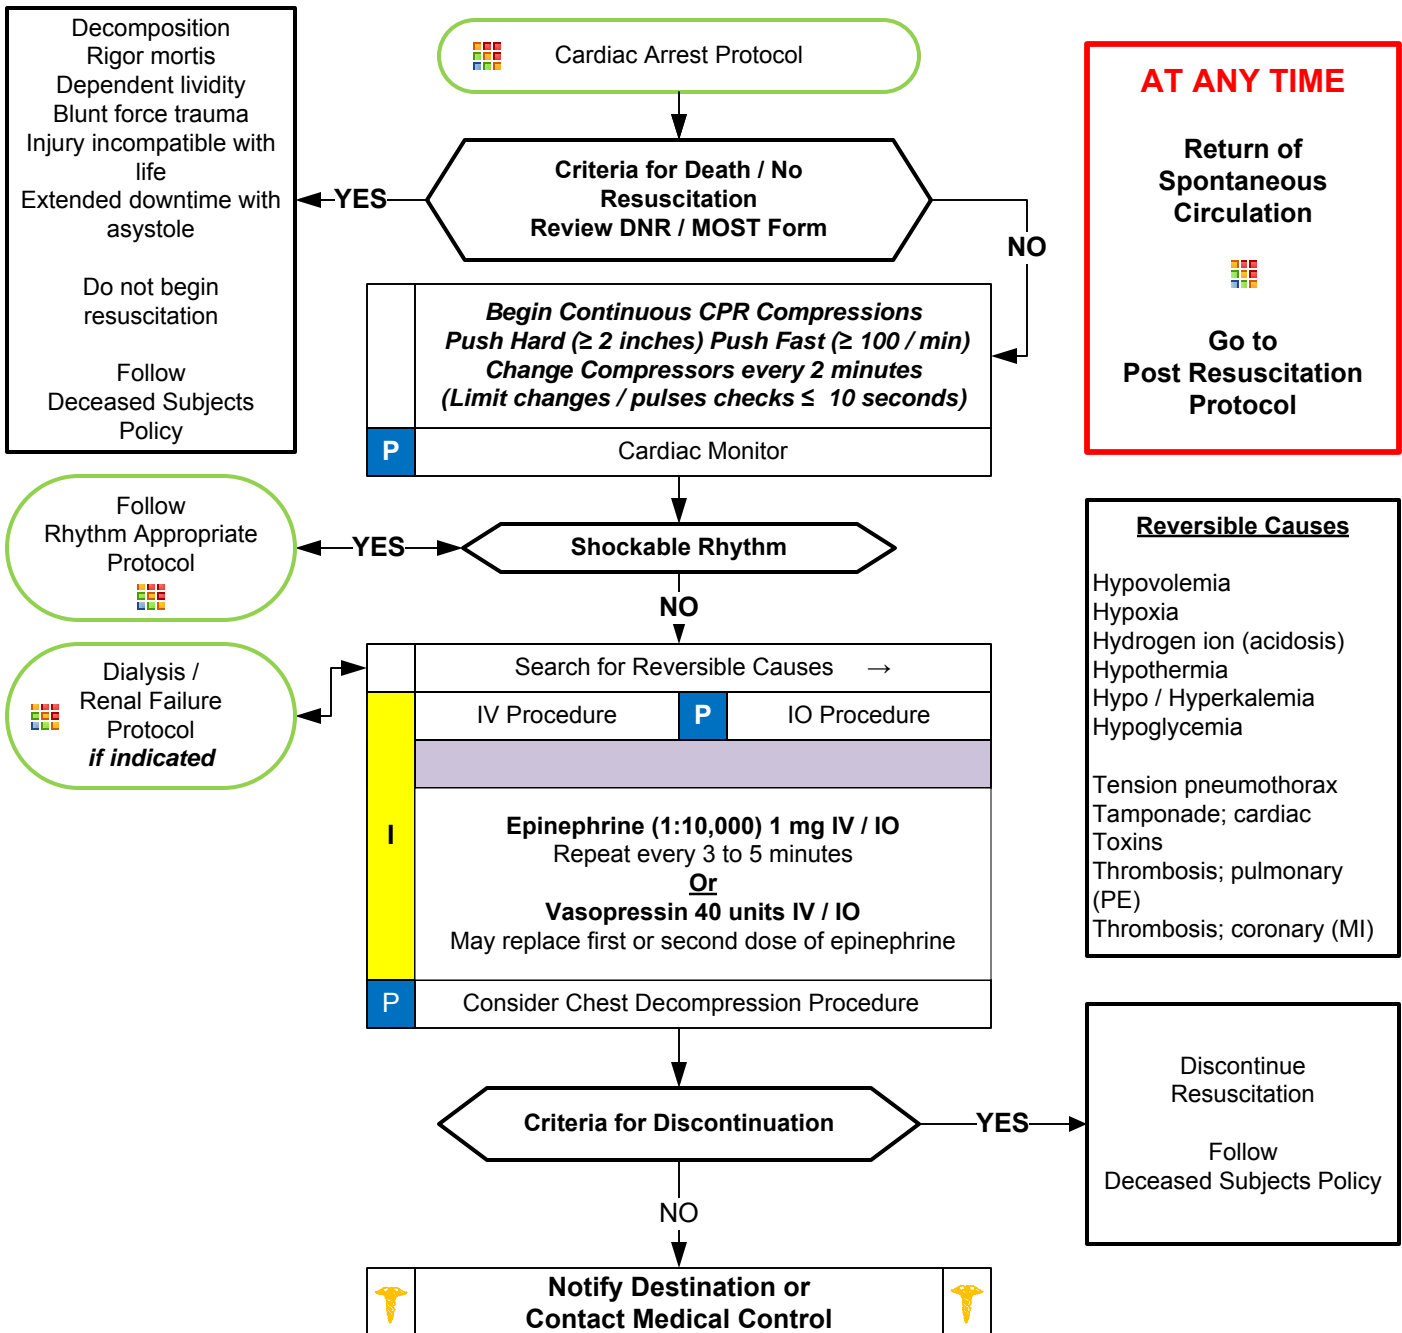 Decomposition
Rigor mortis
Dependent lividity
Blunt force trauma
Injury incompatible with
life
Extended downtime with
asystole
Do not begin
resuscitation
Follow
Deceased Subjects
Policy
Cardiac Arrest Protocol
AT ANY TIME
Return of
Spontaneous
Circulation
Go to
Post Resuscitation
Protocol
Criteria for Death / No
Resuscitation
Review DNR / MOST Form
YES
NO
Begin Continuous CPR Compressions
Push Hard (≥ 2 inches) Push Fast (≥ 100 / min)
Change Compressors every 2 minutes
(Limit changes / pulses checks ≤ 10 seconds)
P
Cardiac Monitor
Follow
Rhythm Appropriate
Protocol
YES
Shockable Rhythm
NO
Reversible Causes
Hypovolemia
Hypoxia
Hydrogen ion (acidosis)
Hypothermia
Hypo / Hyperkalemia
Hypoglycemia
Tension pneumothorax
Tamponade; cardiac
Toxins
Thrombosis; pulmonary
(PE)
Thrombosis; coronary (MI)
Dialysis /
Renal Failure
Protocol
if indicated
Search for Reversible Causes →
I
IV Procedure
P
IO Procedure
Epinephrine (1:10,000) 1 mg IV / IO
Repeat every 3 to 5 minutes
Or
Vasopressin 40 units IV / IO
May replace first or second dose of epinephrine
P
Consider Chest Decompression Procedure
Criteria for Discontinuation
YES
Discontinue
Resuscitation
Follow
Deceased Subjects Policy
NO
Notify Destination or
Contact Medical Control